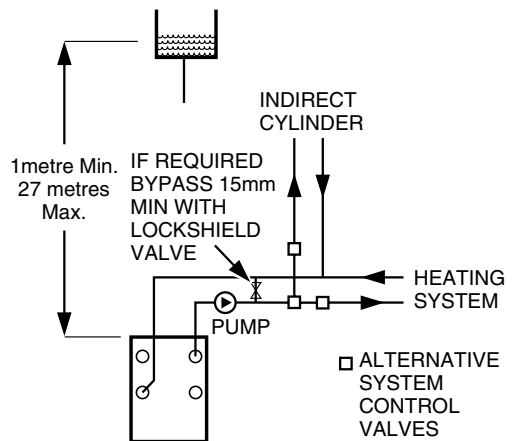 INDIRECT
CYLINDER
1metre Min.
27 metres
Max.
IF REQUIRED
BYPASS 15mm
MIN WITH
LOCKSHIELD
VALVE
HEATING
SYSTEM
PUMP
ALTERNATIVE
SYSTEM
CONTROL
VALVES